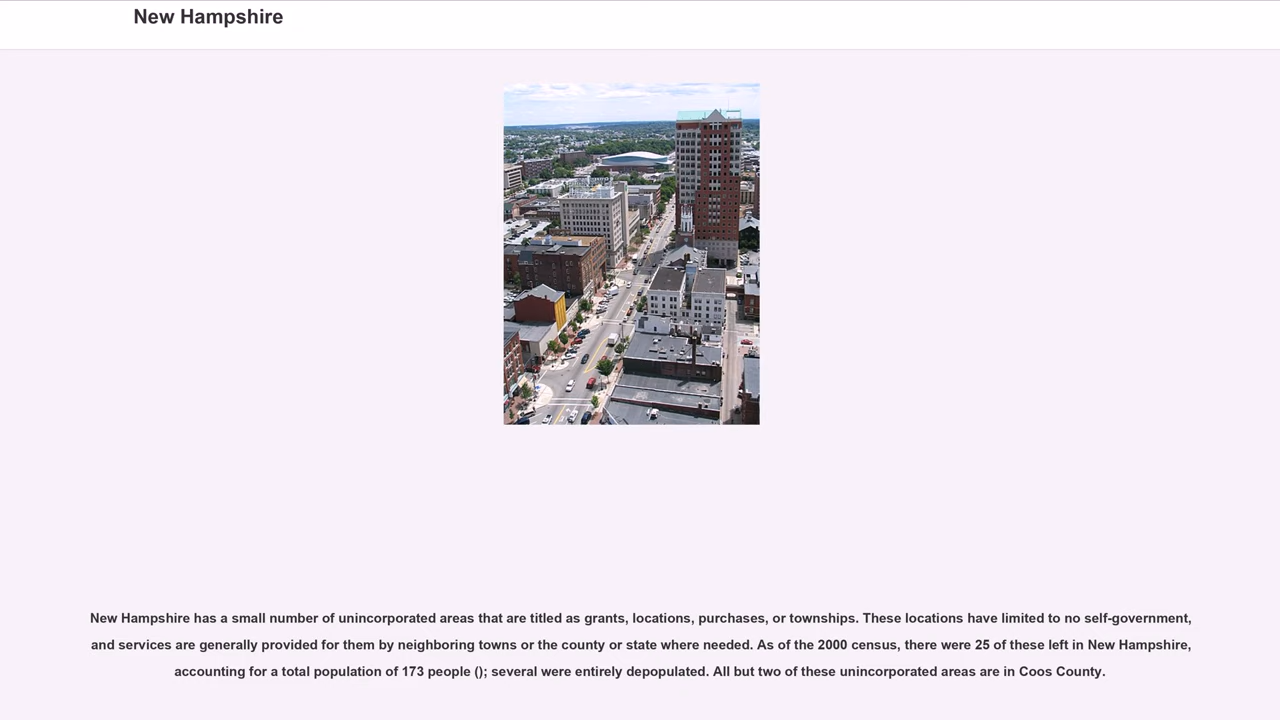 New Hampshire
New Hampshire has a small number of unincorporated areas that are titled as grants, locations, purchases, or townships. These locations have limited to no self-government,
and services are generally provided for them by neighboring towns or the county or state where needed. As of the 2000 census, there were 25 of these left in New Hampshire,
accounting for a total population of 173 people (); several were entirely depopulated. All but two of these unincorporated areas are in Coos County.